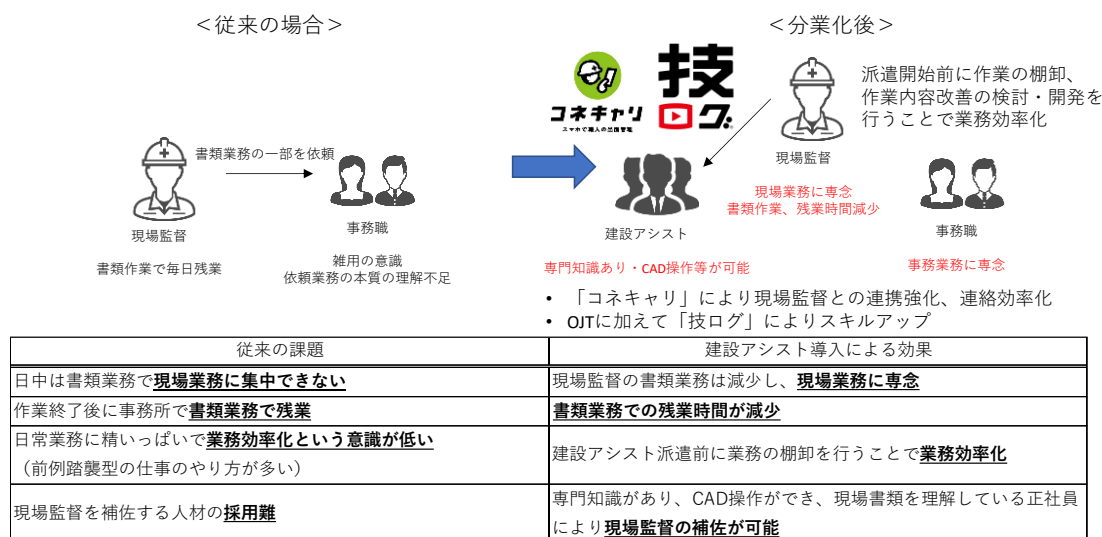 ＜従来の場合＞
書類業務の一部を依頼
現場監督
事務職
書類作業で毎日残業
雑用の意識
依頼業務の本質の理解不足
＜分業化後＞
コネキャリ
スマホで職人の出面管理
技ログ
派遣開始前に作業の棚卸、
作業内容改善の検討・開発を
行うことで業務効率化
現場監督
現場業務に専念
書類作業、残業時間減少
建設アシスト
事務職
専門知識あり・CAD操作等が可能
事務業務に専念
• 「コネキャリ」により現場監督との連携強化、連絡効率化
• OJTに加えて「技ログ」によりスキルアップ
従来の課題
建設アシスト導入による効果
日中は書類業務で現場業務に集中できない
現場監督の書類業務は減少し、現場業務に専念
作業終了後に事務所で書類業務で残業
書類業務での残業時間が減少
日常業務に精いっぱいで業務効率化という意識が低い
（前例踏襲型の仕事のやり方が多い）
建設アシスト派遣前に業務の棚卸を行うことで業務効率化
現場監督を補佐する人材の採用難
専門知識があり、CAD操作ができ、現場書類を理解している正社員
により現場監督の補佐が可能